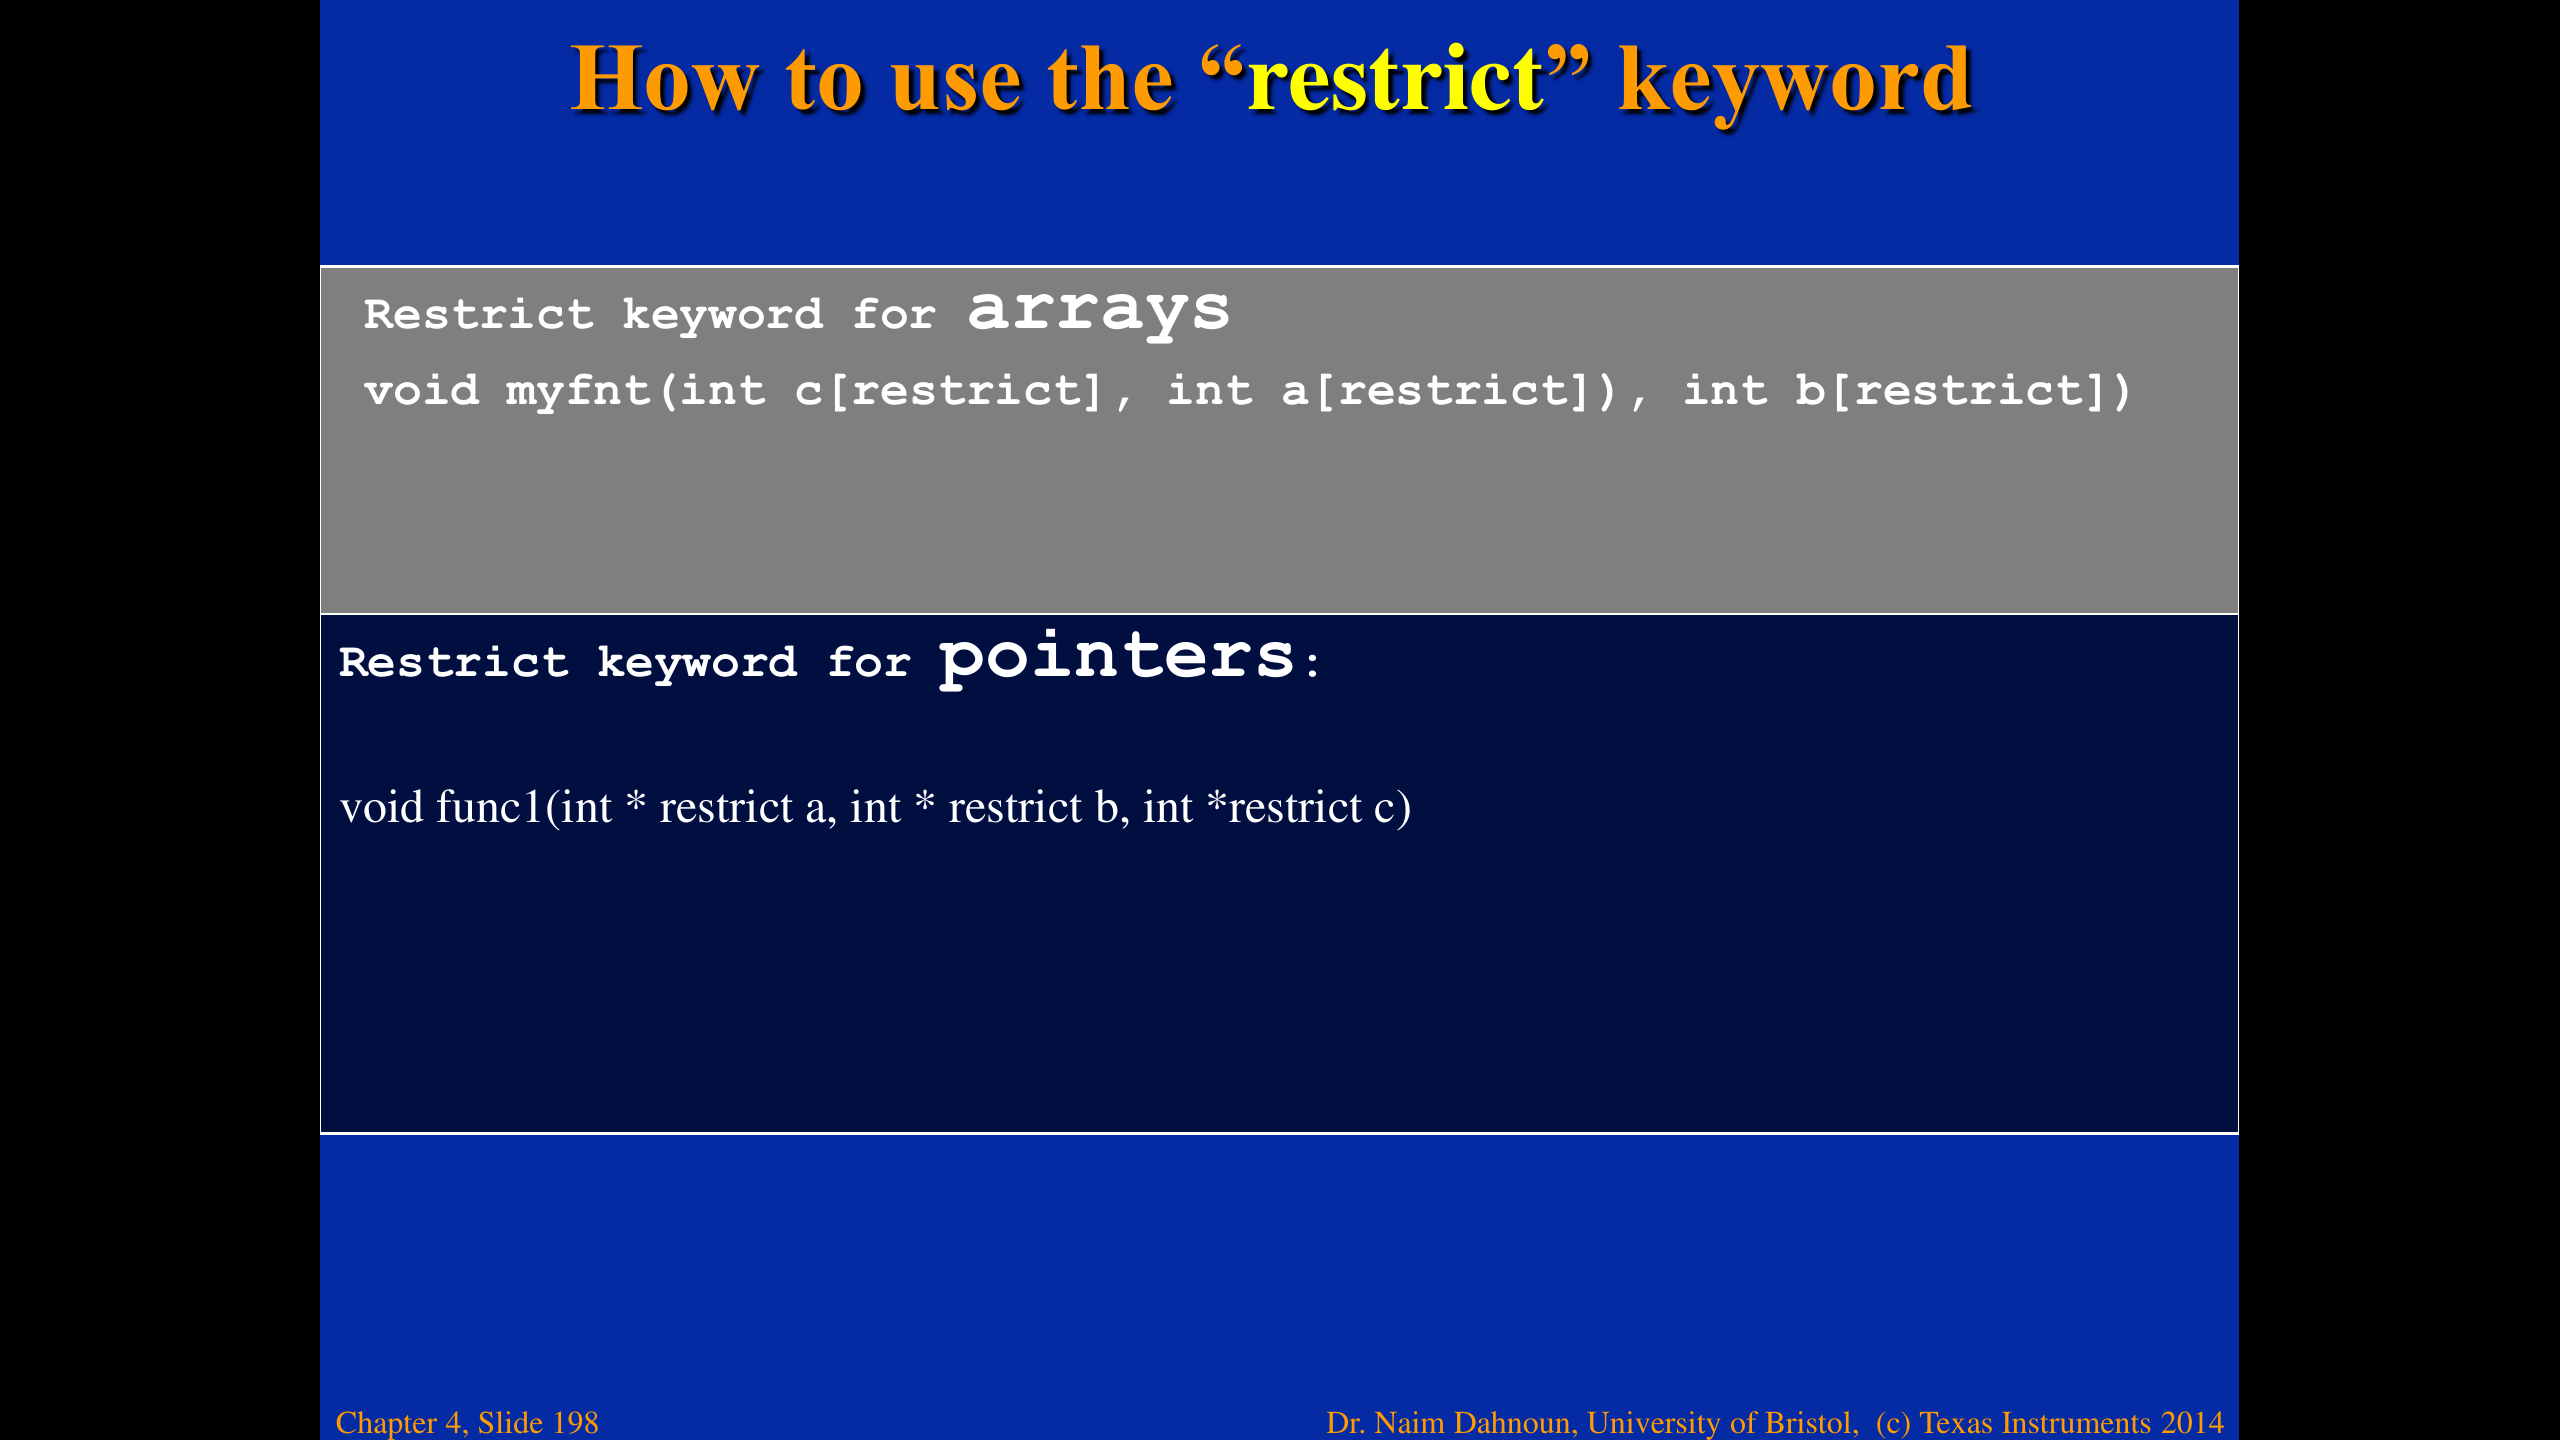 How to use the “restrict” keyword
Restrict keyword for arrays
void myfnt(int c[restrict], int a[restrict]), int b[restrict])
Restrict keyword for pointers:
void func1(int * restrict a, int * restrict b, int *restrict c)
Chapter 4, Slide 198
Dr. Naim Dahnoun, University of Bristol, (c) Texas Instruments 2014